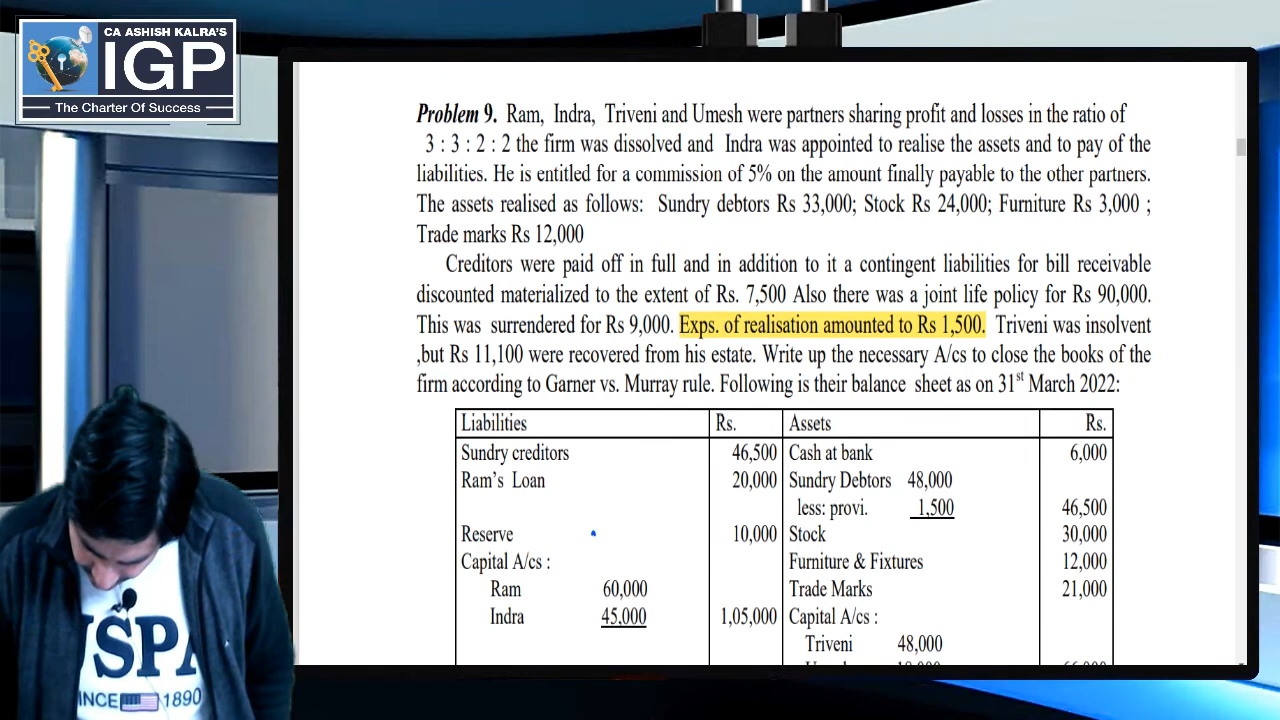 CA ASHISH KALRA'S
IGP
The Charter Of Success
Problem 9. Ram, Indra, Triveni and Umesh were partners sharing profit and losses in the ratio of
3 : 3 : 2 : 2 the firm was dissolved and Indra was appointed to realise the assets and to pay of the
liabilities. He is entitled for a commission of 5% on the amount finally payable to the other partners.
The assets realised as follows: Sundry debtors Rs 33,000; Stock Rs 24,000; Furniture Rs 3,000 ;
Trade marks Rs 12,000
Creditors were paid off in full and in addition to it a contingent liabilities for bill receivable
discounted materialized to the extent of Rs. 7,500 Also there was a joint life policy for Rs 90,000.
This was surrendered for Rs 9,000. Exps. of realisation amounted to Rs 1,500. Triveni was insolvent
,but Rs 11,100 were recovered from his estate. Write up the necessary A/cs to close the books of the
firm according to Garner vs. Murray rule. Following is their balance sheet as on 31st March 2022:
Liabilities Rs. Assets Rs.
Sundry creditors 46,500 Cash at bank 6,000
Ram's Loan 20,000 Sundry Debtors 48,000
less: provi. 1,500 46,500
Reserve 10,000 Stock 30,000
Capital A/cs : Furniture & Fixtures 12,000
Ram 60,000 Trade Marks 21,000
Indra 45,000 1,05,000 Capital A/cs :
Triveni 48,000
USPA
SINCE 1890